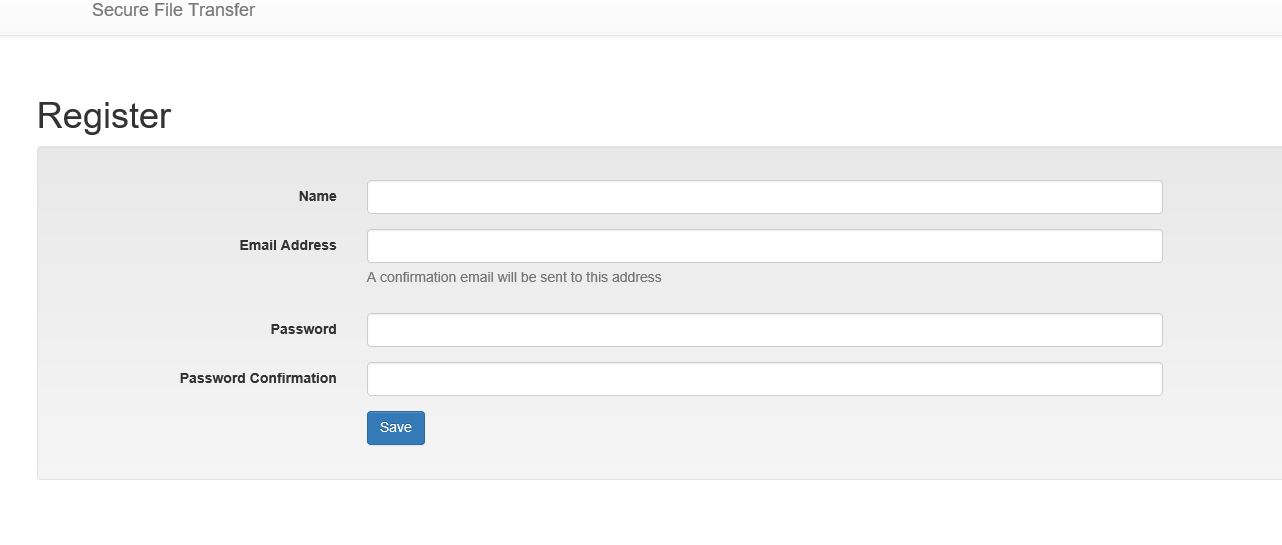 Secure File Transfer
Register
Name
Email Address
A confirmation email will be sent to this address
Password
Password Confirmation
Save